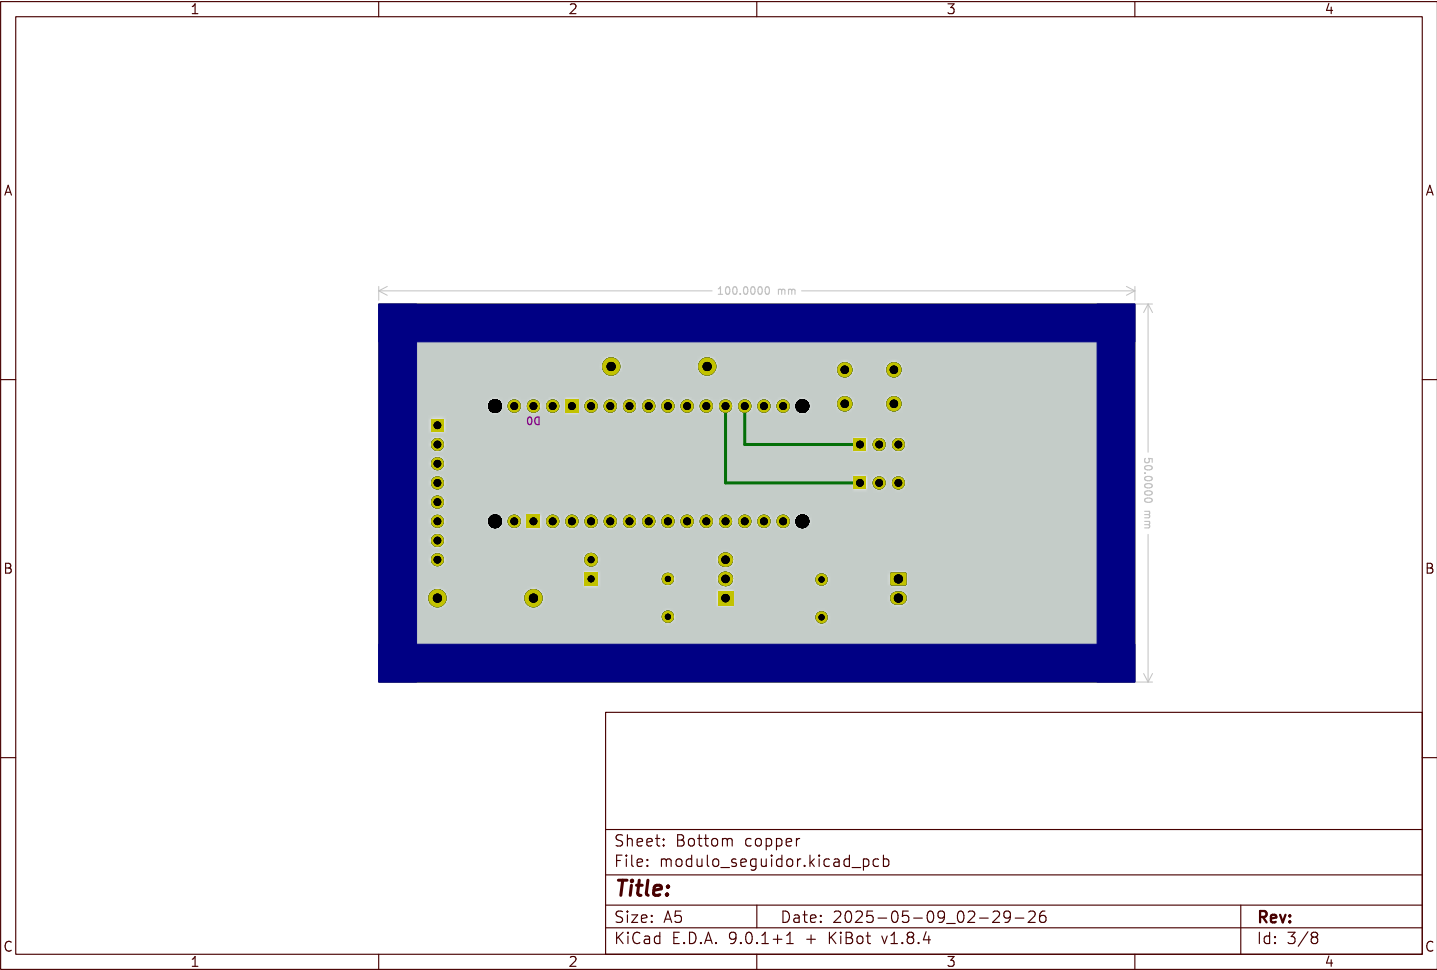 1 2 3 4
A A
100.0000 mm
DO
50.0000 mm
B B
Sheet: Bottom copper
File: modulo_seguidor.kicad_pcb
Title:
Size: A5 Date: 2025-05-09_02-29-26 Rev:
KiCad E.D.A. 9.0.1+1 + KiBot v1.8.4 Id: 3/8
C C
1 2 3 4